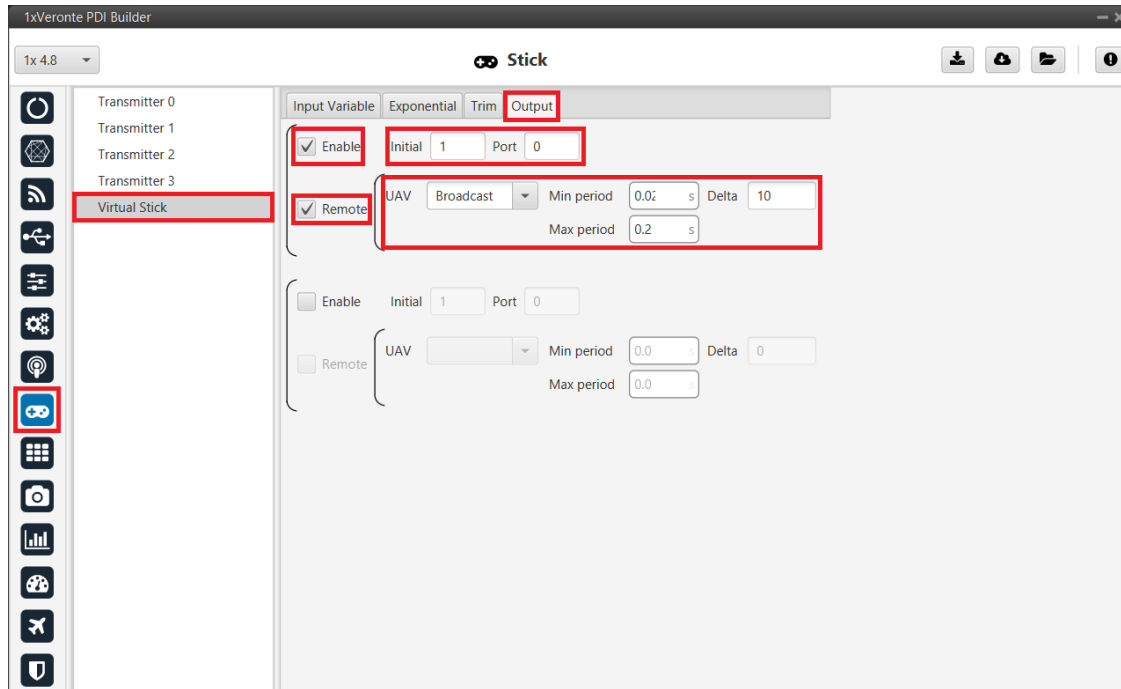 1xVeronte PDI Builder
1x 4.8
Stick
Transmitter 0
Transmitter 1
Transmitter 2
Transmitter 3
Virtual Stick
Input Variable Exponential Trim Output
Enable Initial 1 Port 0
Remote UAV Broadcast Min period 0.02 s Delta 10
Max period 0.2 s
Enable Initial 1 Port 0
Remote UAV Min period 0.0 s Delta 0
Max period 0.0 s